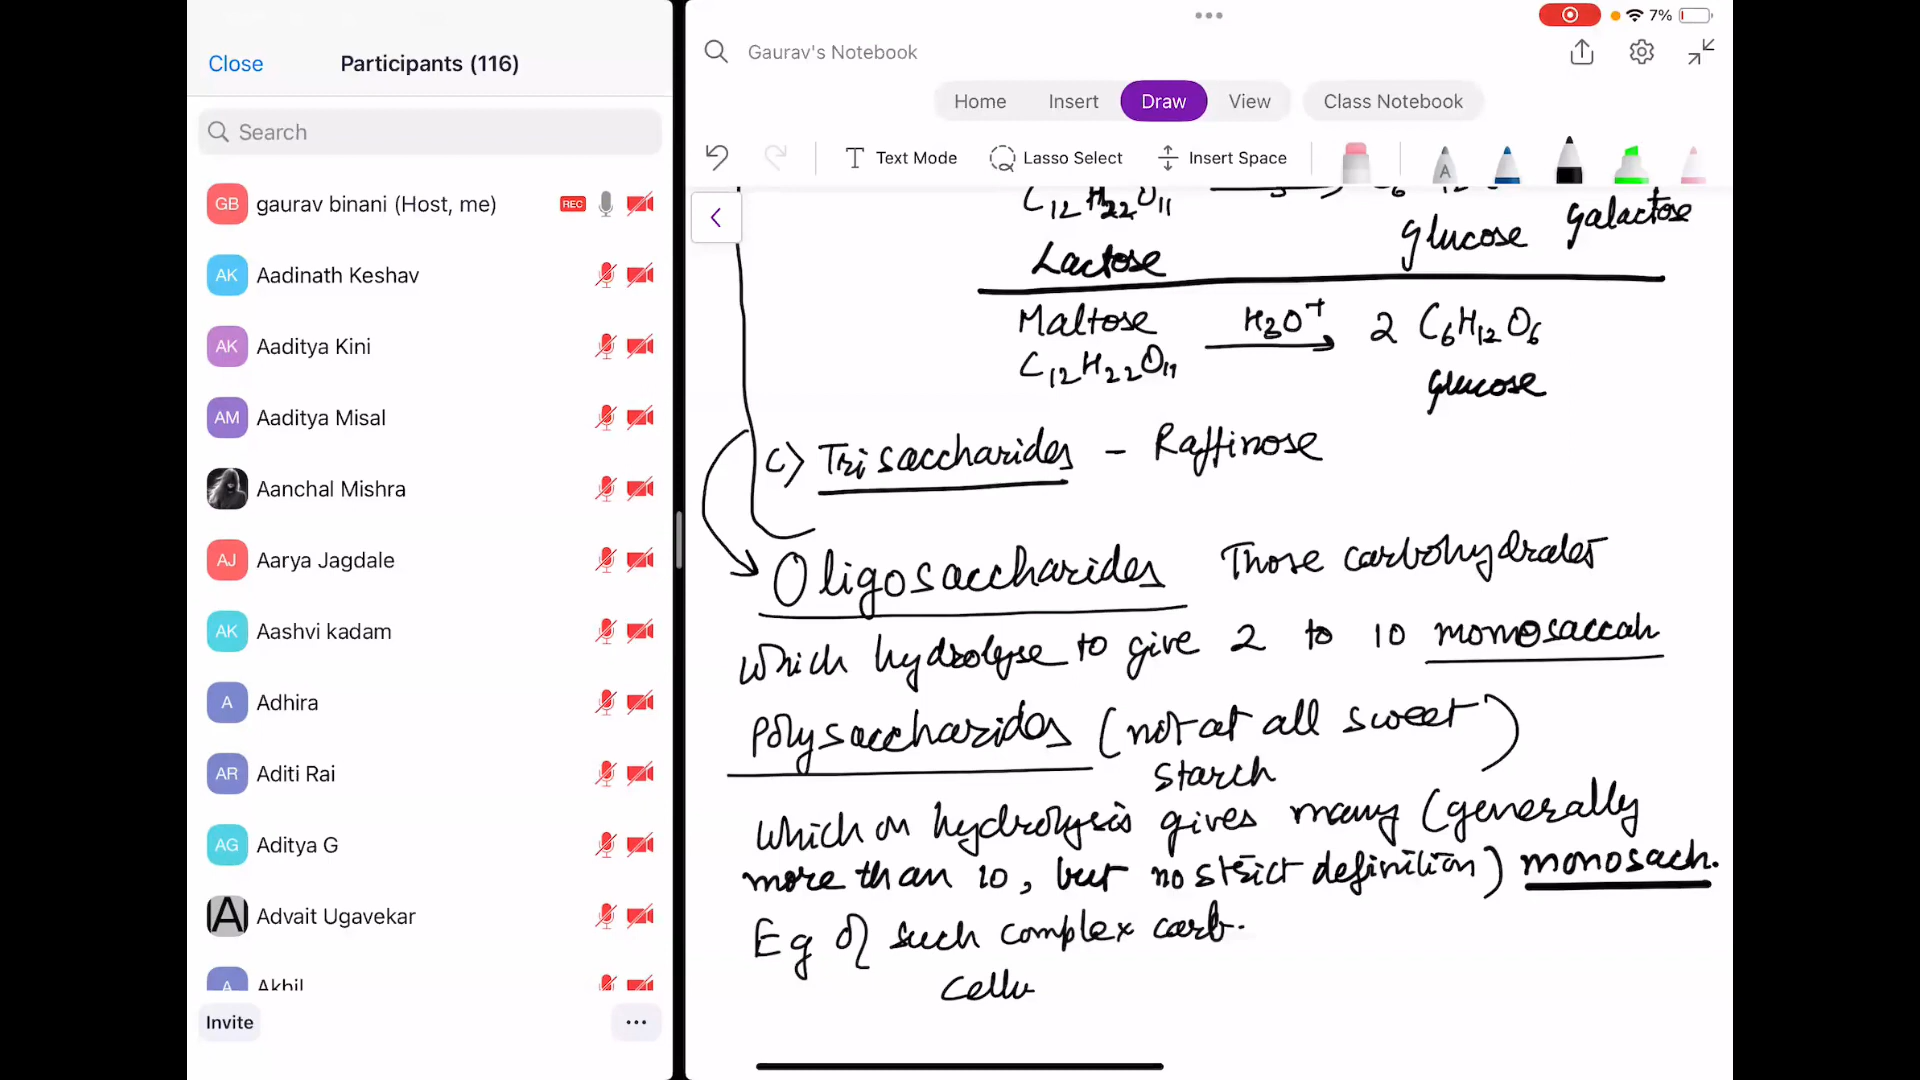 7%
Close
Participants (116)
Search
GB gaurav binani (Host, me) REC
AK Aadinath Keshav
AK Aaditya Kini
AM Aaditya Misal
Aanchal Mishra
AJ Aarya Jagdale
AK Aashvi kadam
A Adhira
AR Aditi Rai
AG Aditya G
A Advait Ugavekar
A Akhil
Invite
Gaurav's Notebook
Home Insert Draw View Class Notebook
Text Mode Lasso Select Insert Space
A
C12H22O11
glucose galactose
Lactose
Maltose H3O+ 2 C6H12O6
C12H22O11 glucose
c) Trisaccharides - Raffinose
Oligosaccharides Those carbohydrates
which hydrolyse to give 2 to 10 monosaccah
polysaccharides (not at all sweet)
starch
which on hydrolysis gives many (generally
more than 10, but no strict definition) monosach.
Eg of such complex carb.
cellu